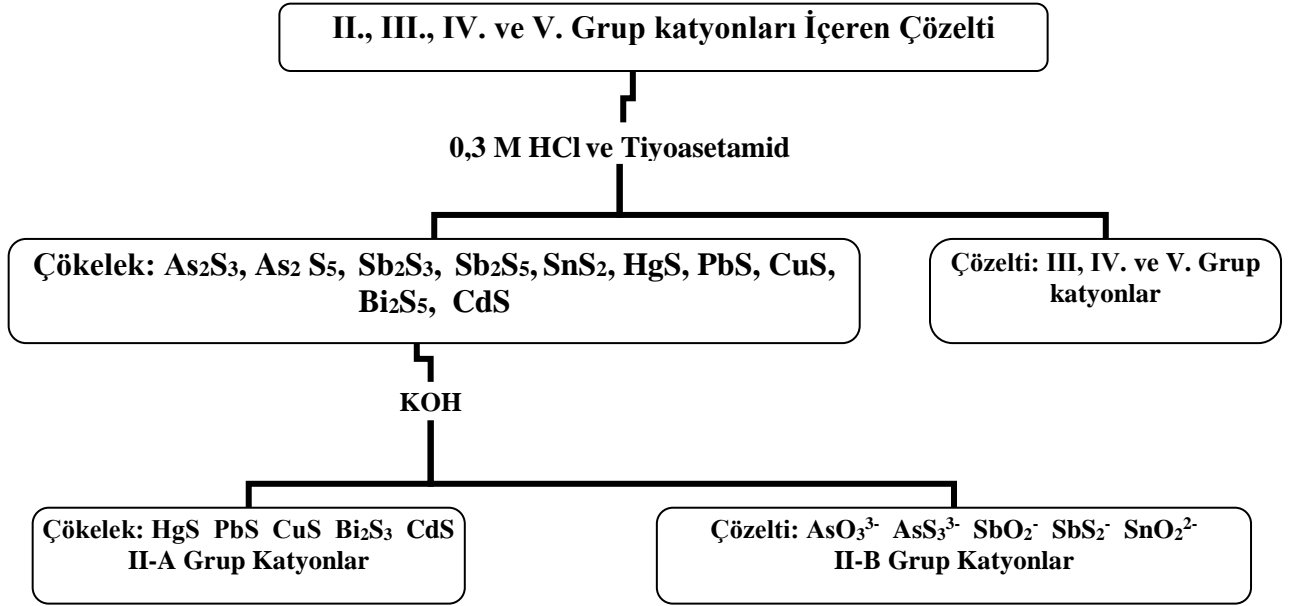 II., III., IV. ve V. Grup katyonları İçeren Çözelti
0,3 M HCl ve Tiyoasetamid
Çökelek: As₂S₃, As₂ S₅, Sb₂S₃, Sb₂S₅, SnS₂, HgS, PbS, CuS,
Bi₂S₅, CdS
Çözelti: III, IV. ve V. Grup
katyonlar
KOH
Çökelek: HgS PbS CuS Bi₂S₃ CdS
II-A Grup Katyonlar
Çözelti: AsO₃³⁻ AsS₃³⁻ SbO₂⁻ SbS₂⁻ SnO₂²⁻
II-B Grup Katyonlar